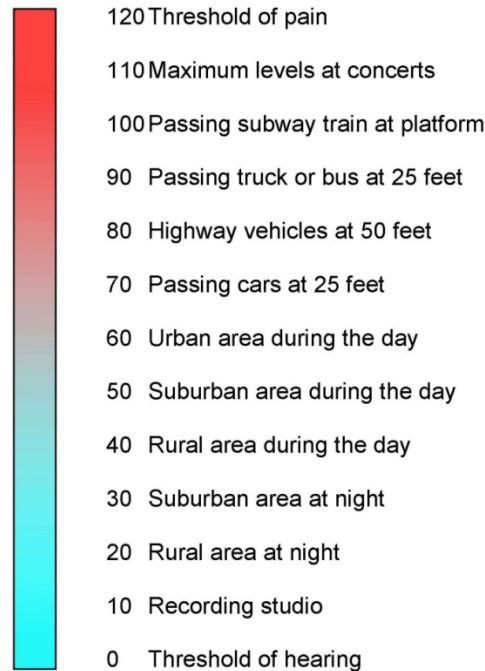 120 Threshold of pain
110 Maximum levels at concerts
100 Passing subway train at platform
90 Passing truck or bus at 25 feet
80 Highway vehicles at 50 feet
70 Passing cars at 25 feet
60 Urban area during the day
50 Suburban area during the day
40 Rural area during the day
30 Suburban area at night
20 Rural area at night
10 Recording studio
0 Threshold of hearing